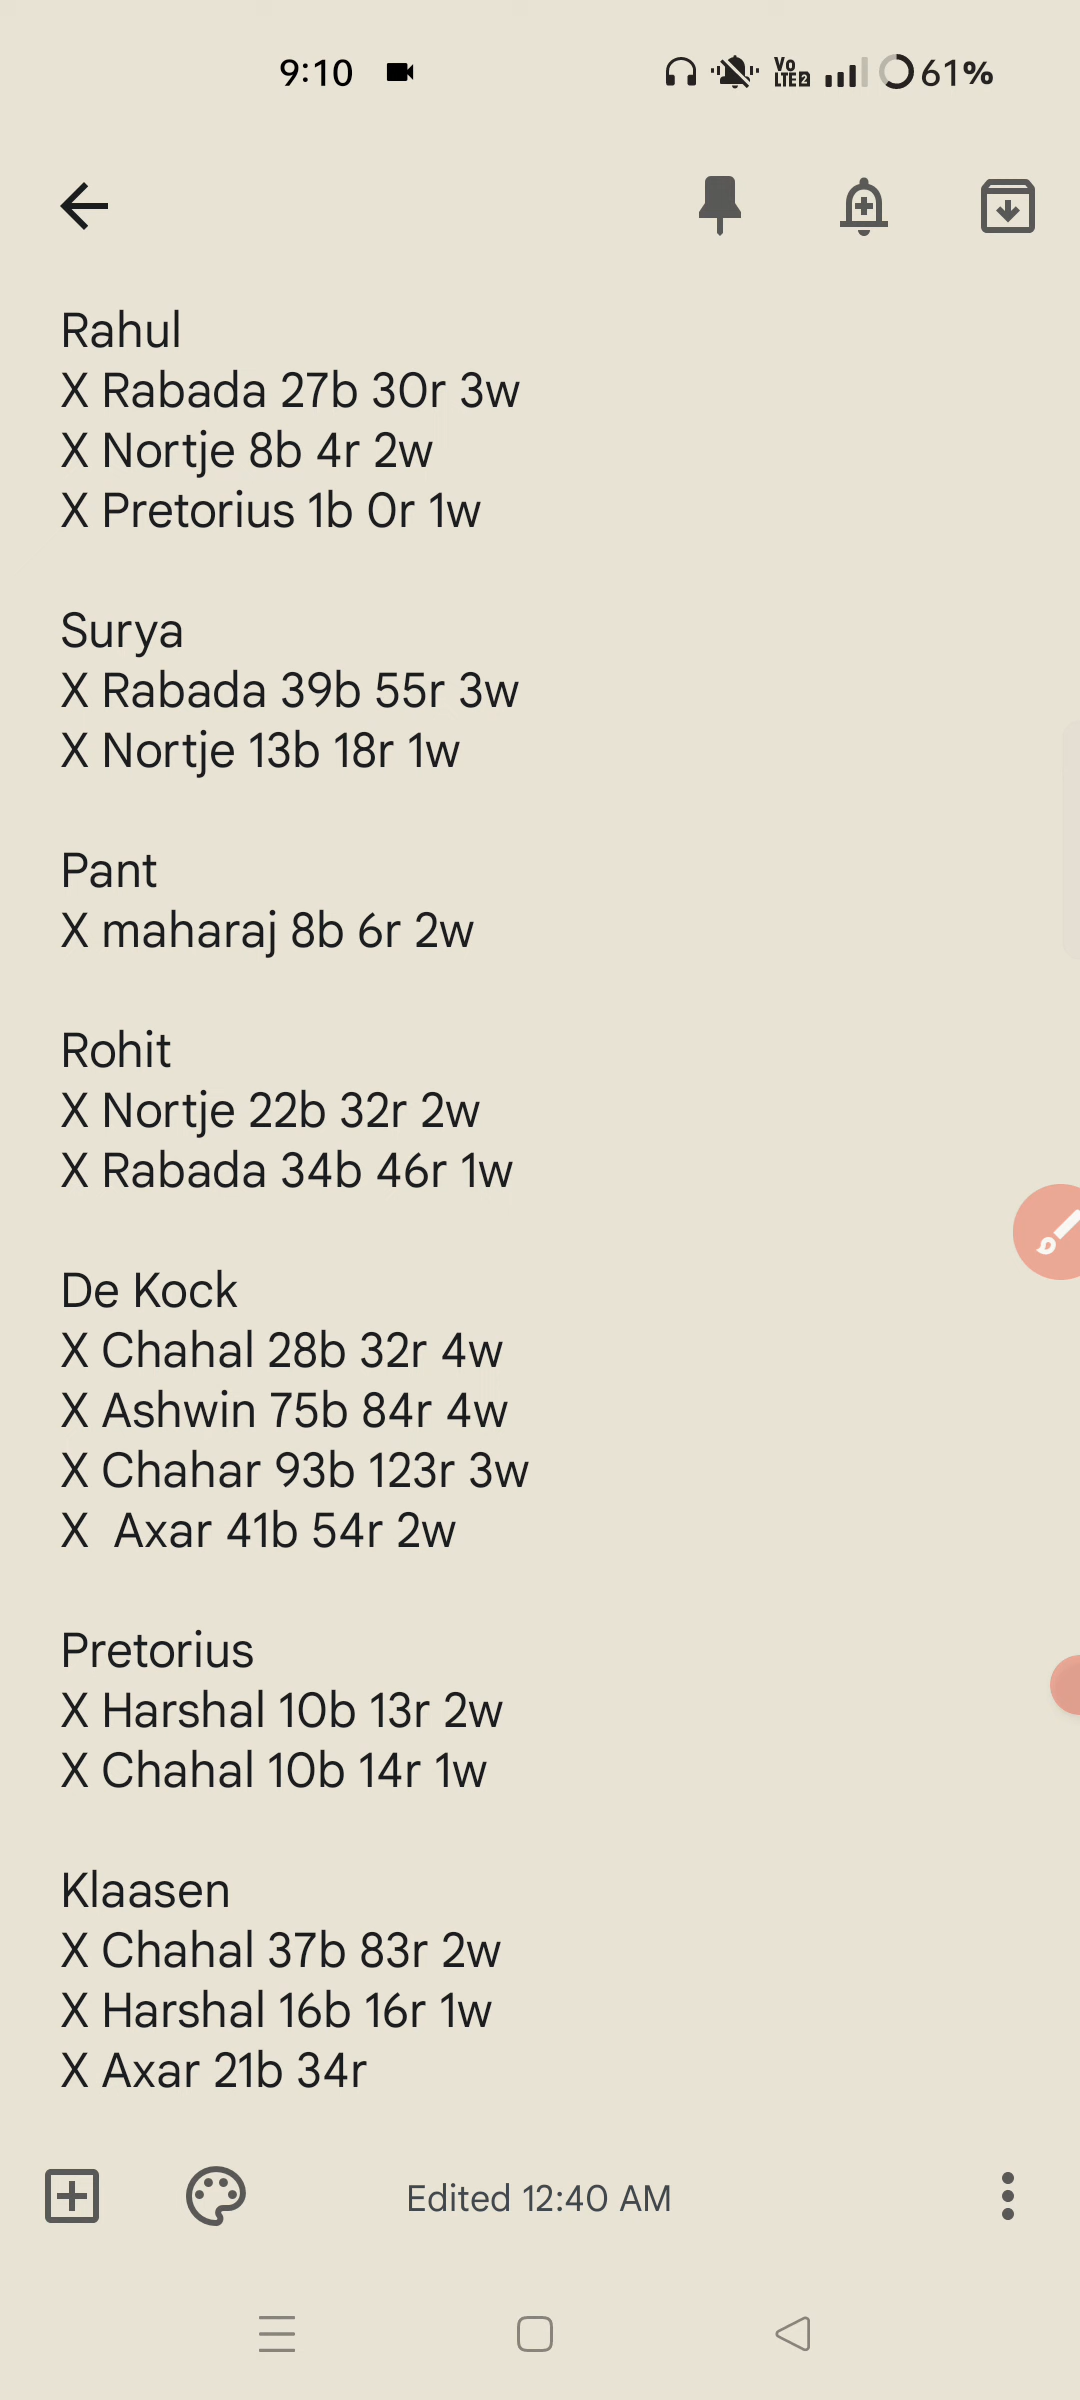 9:10
Vo
LTE 2
61%
Rahul
X Rabada 27b 30r 3w
X Nortje 8b 4r 2w
X Pretorius 1b 0r 1w
Surya
X Rabada 39b 55r 3w
X Nortje 13b 18r 1w
Pant
X maharaj 8b 6r 2w
Rohit
X Nortje 22b 32r 2w
X Rabada 34b 46r 1w
De Kock
X Chahal 28b 32r 4w
X Ashwin 75b 84r 4w
X Chahar 93b 123r 3w
X  Axar 41b 54r 2w
Pretorius
X Harshal 10b 13r 2w
X Chahal 10b 14r 1w
Klaasen
X Chahal 37b 83r 2w
X Harshal 16b 16r 1w
X Axar 21b 34r
Edited 12:40 AM